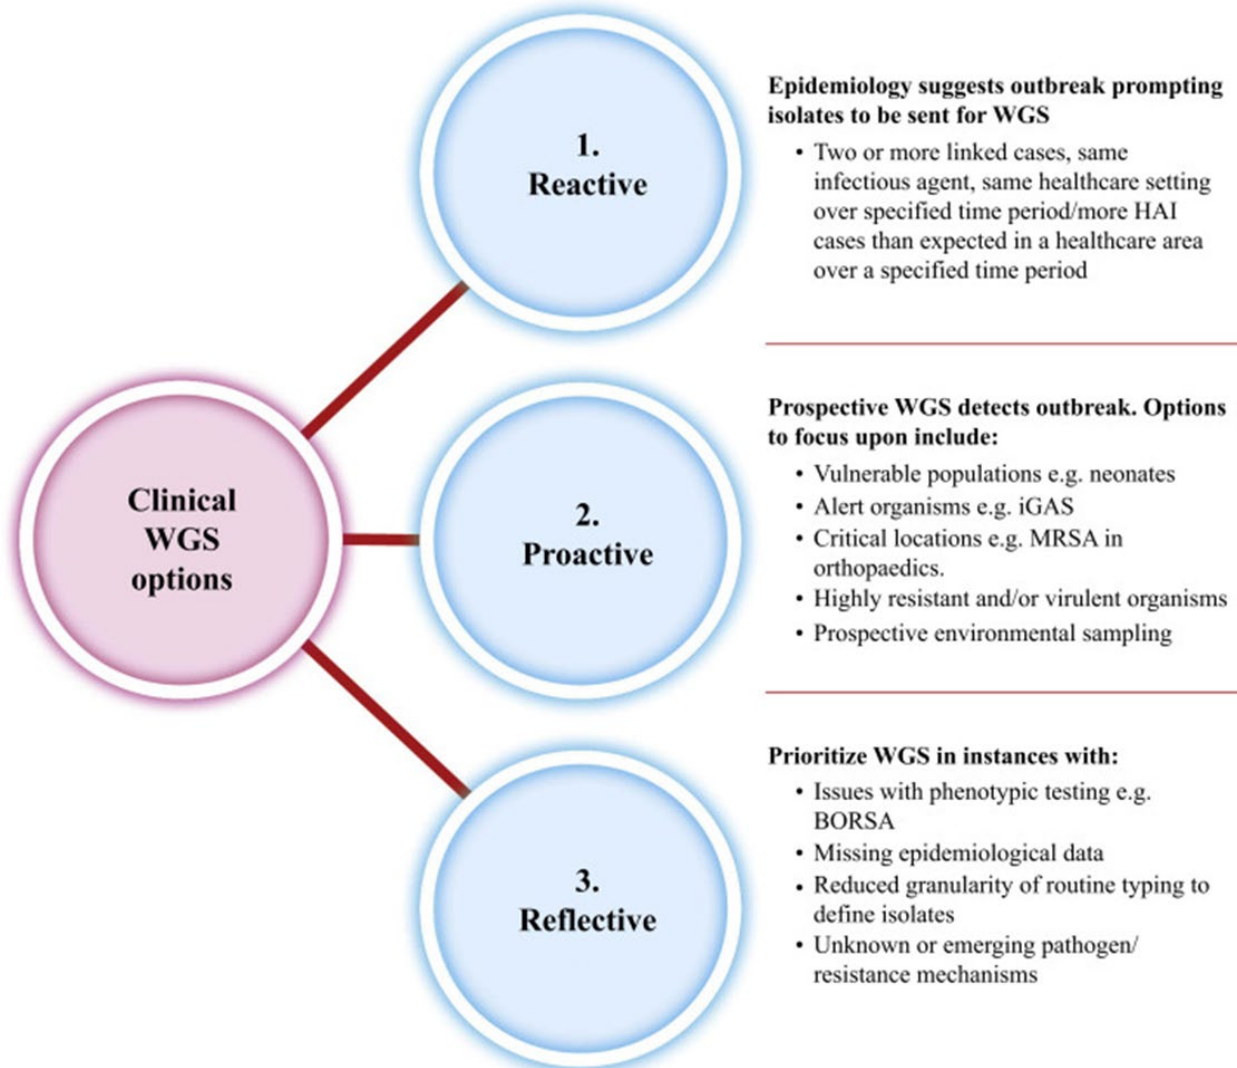 1.
Reactive
Epidemiology suggests outbreak prompting
isolates to be sent for WGS
• Two or more linked cases, same
infectious agent, same healthcare setting
over specified time period/more HAI
cases than expected in a healthcare area
over a specified time period
Clinical
WGS
options
2.
Proactive
Prospective WGS detects outbreak. Options
to focus upon include:
• Vulnerable populations e.g. neonates
• Alert organisms e.g. iGAS
• Critical locations e.g. MRSA in
orthopaedics.
• Highly resistant and/or virulent organisms
• Prospective environmental sampling
3.
Reflective
Prioritize WGS in instances with:
• Issues with phenotypic testing e.g.
BORSA
• Missing epidemiological data
• Reduced granularity of routine typing to
define isolates
• Unknown or emerging pathogen/
resistance mechanisms